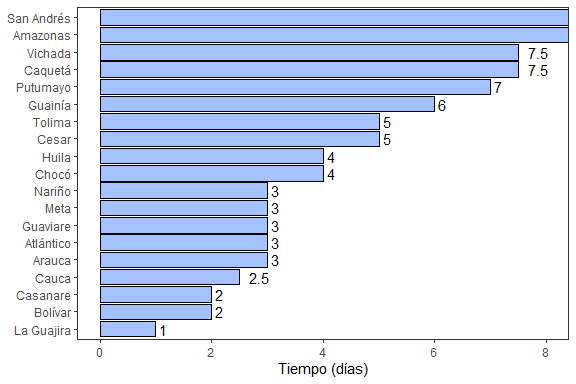 San Andrés
Amazonas
Vichada 7.5
Caquetá 7.5
Putumayo 7
Guainía 6
Tolima 5
Cesar 5
Huila 4
Chocó 4
Nariño 3
Meta 3
Guaviare 3
Atlántico 3
Arauca 3
Cauca 2.5
Casanare 2
Bolívar 2
La Guajira 1
0 2 4 6 8
Tiempo (días)